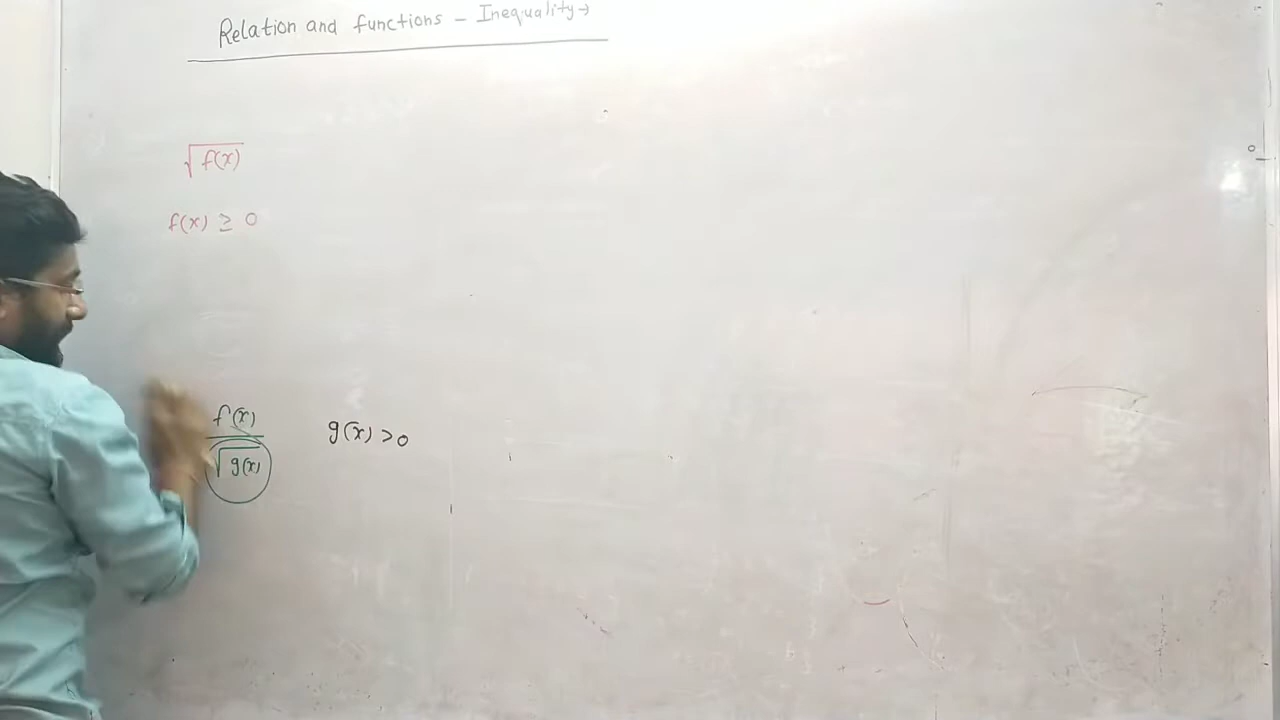 Relation and functions - Inequality →
√f(x)
f(x) ≥ 0
f(x)
√g(x)
g(x) > 0